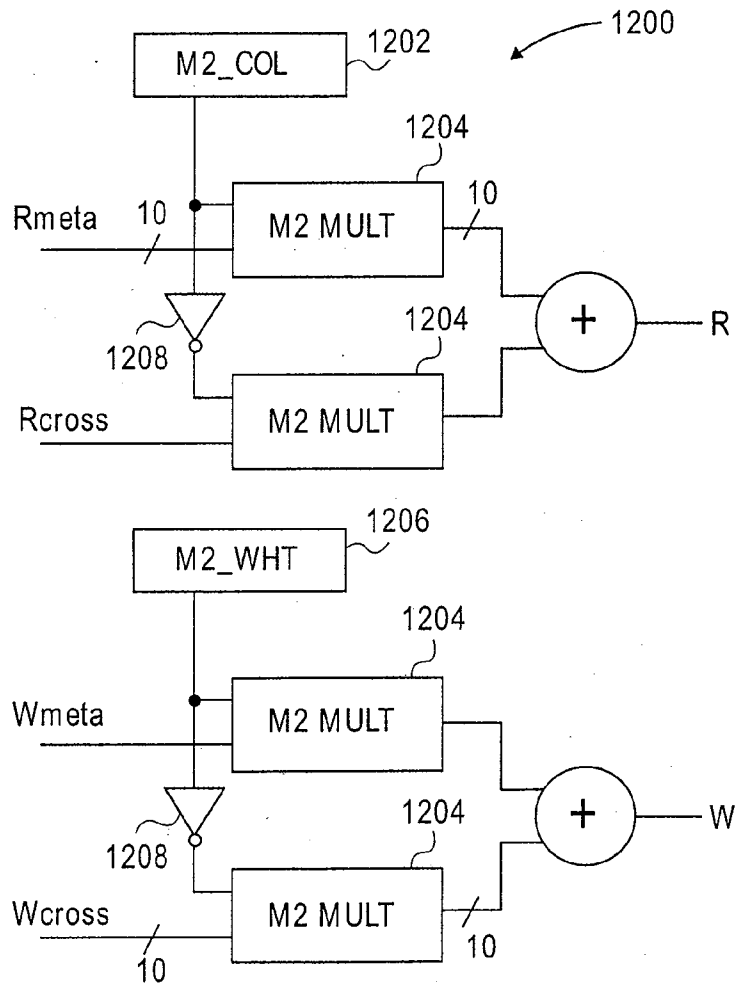 1200
M2_COL
1202
1204
Rmeta
10
M2 MULT
10
+
R
1208
1204
Rcross
M2 MULT
M2_WHT
1206
1204
Wmeta
M2 MULT
+
W
1208
1204
Wcross
10
M2 MULT
10